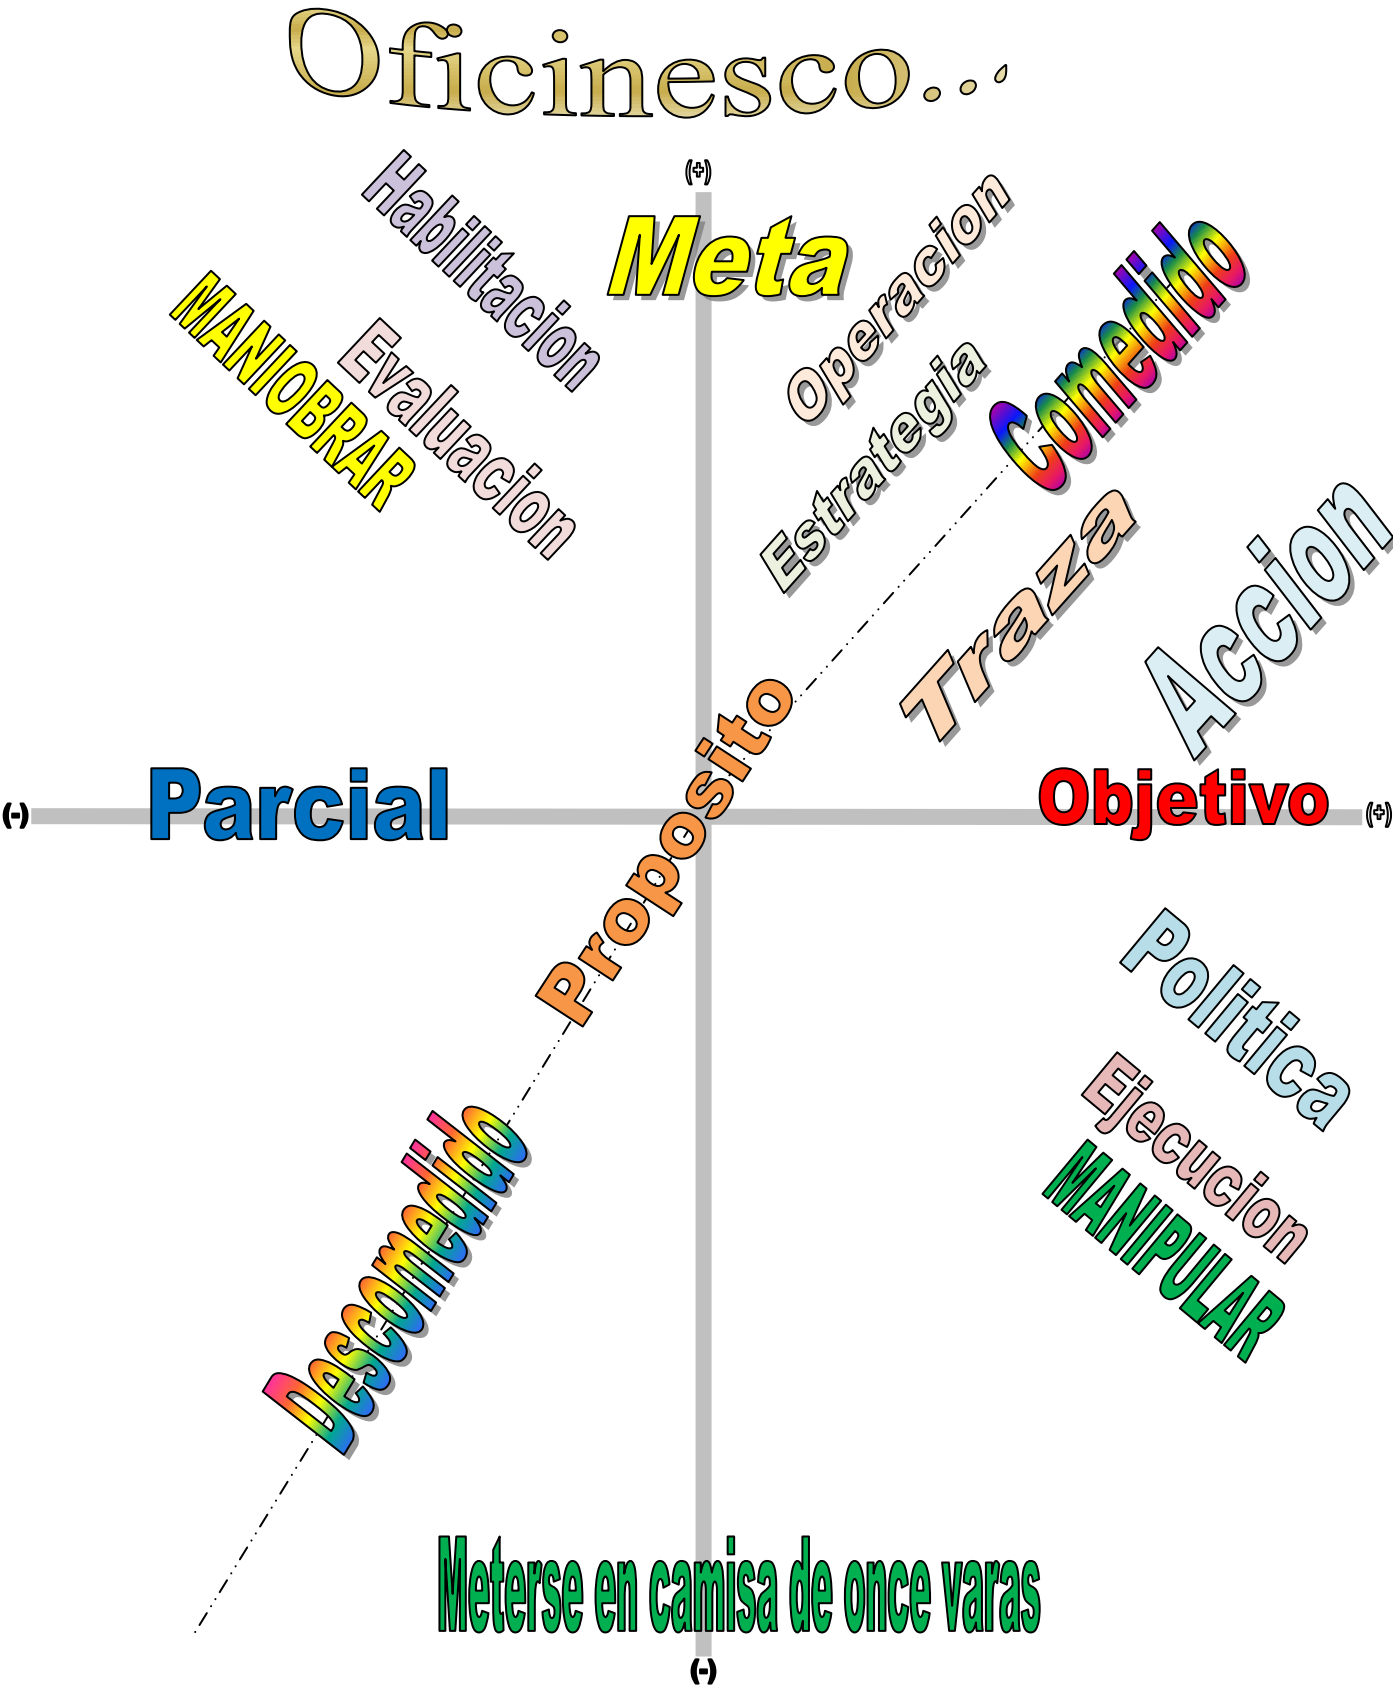 Oficinesco...
(+)
Habilitacion
Meta
Operacion
Comedido
MANIOBRAR
Evaluacion
Estrategia
Traza
Accion
Proposito
(-)
Parcial
Objetivo
(+)
Politica
Ejecucion
MANIPULAR
Descomedido
Meterse en camisa de once varas
(-)